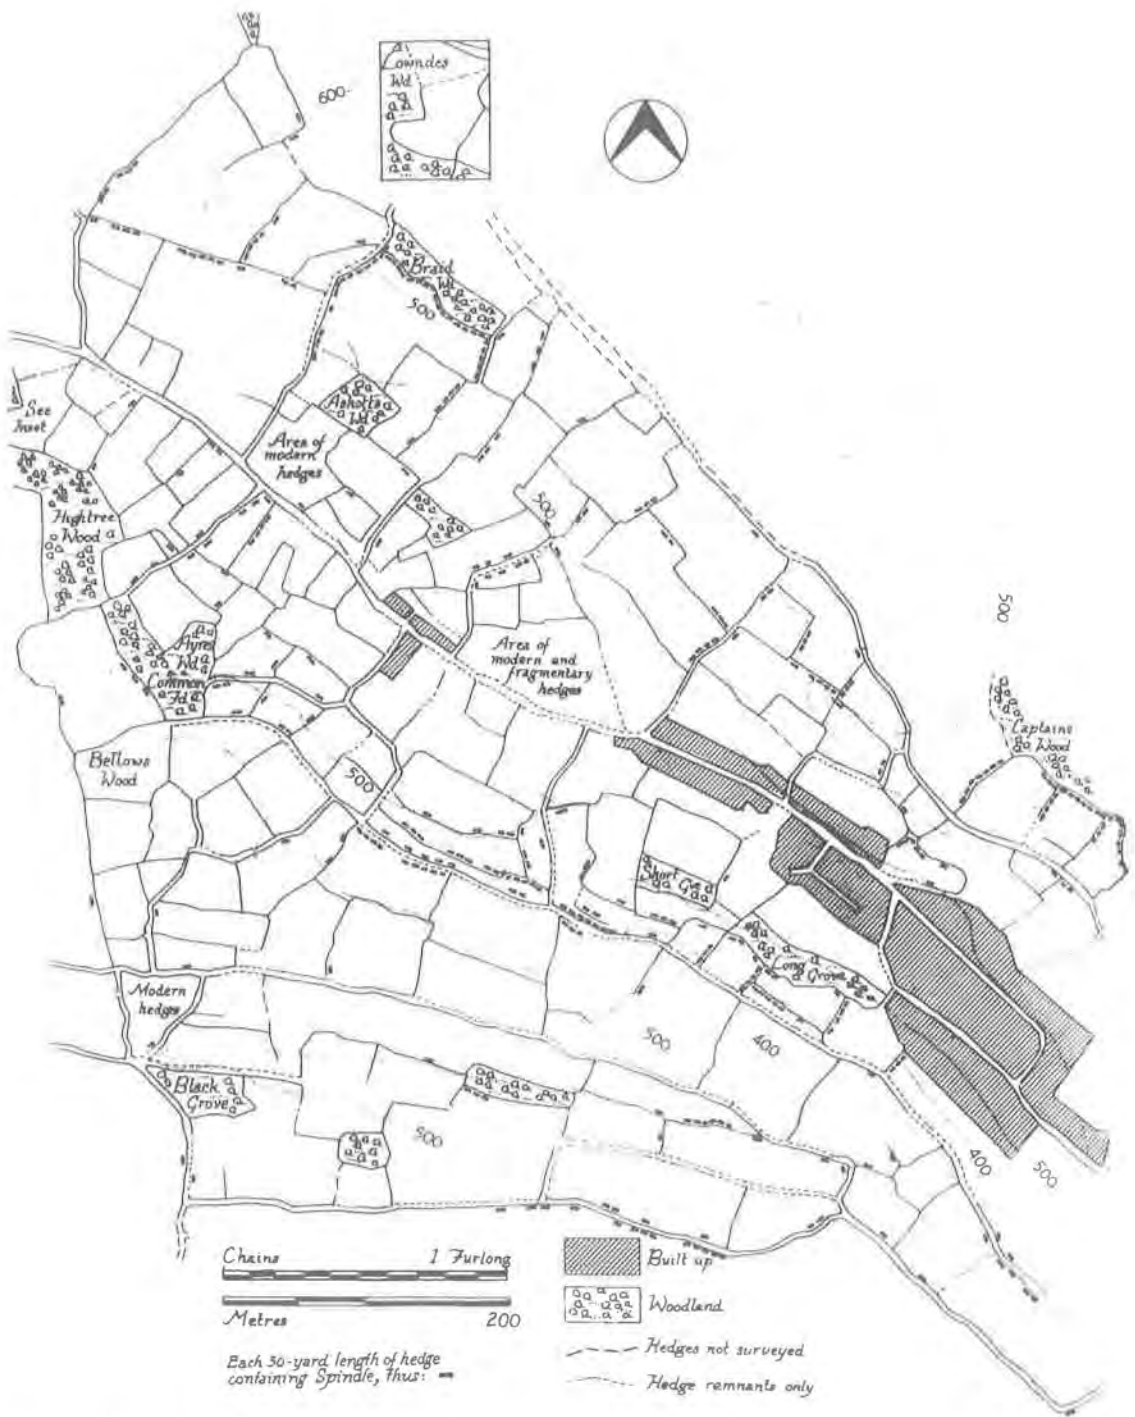 600
Lowndes
Wd
Braid
Wd
500
See
Inset
Ashotts
Wd
Area of
modern
hedges
500
Hightree
Wood
500
Ayres
Wd
Common
Area of
modern and
fragmentary
hedges
Captains
Wood
Bellows
Wood
500
Short
Long
Grove
Modern
hedges
500
400
Black
Grove
500
400
500
Chains 1 Furlong
Metres 200
Each 30-yard length of hedge
containing Spindle, thus:
Built up
Woodland
Hedges not surveyed
Hedge remnants only